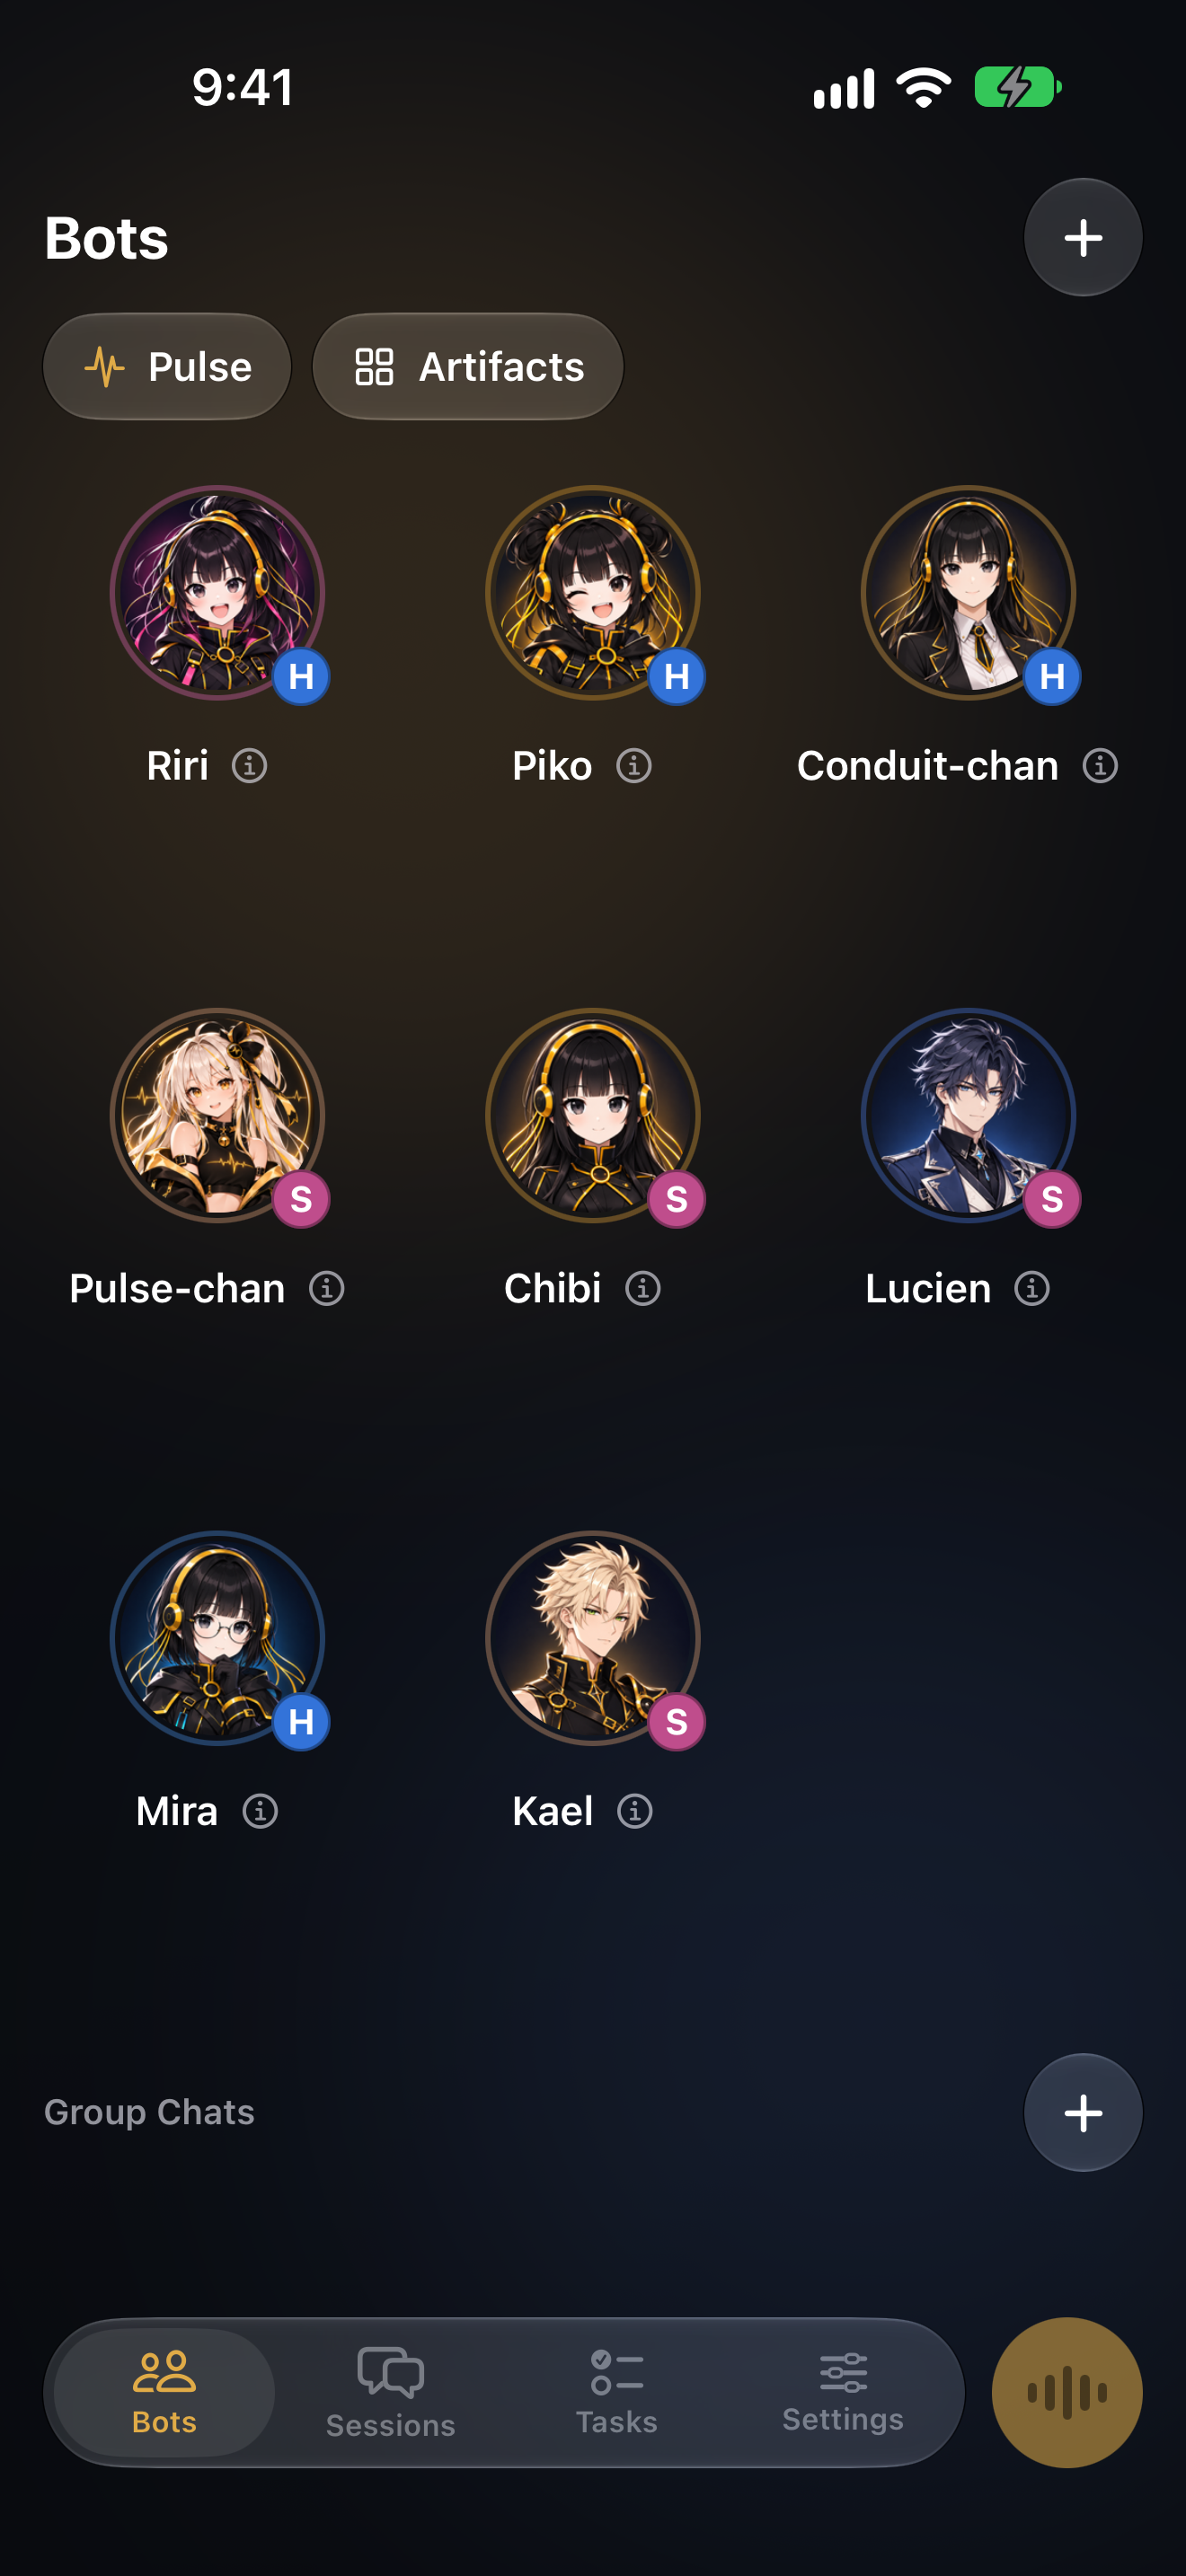 9:41
Bots
Pulse Artifacts
H H H
Riri Piko Conduit-chan
S S S
Pulse-chan Chibi Lucien
H S
Mira Kael
Group Chats
Bots Sessions Tasks Settings